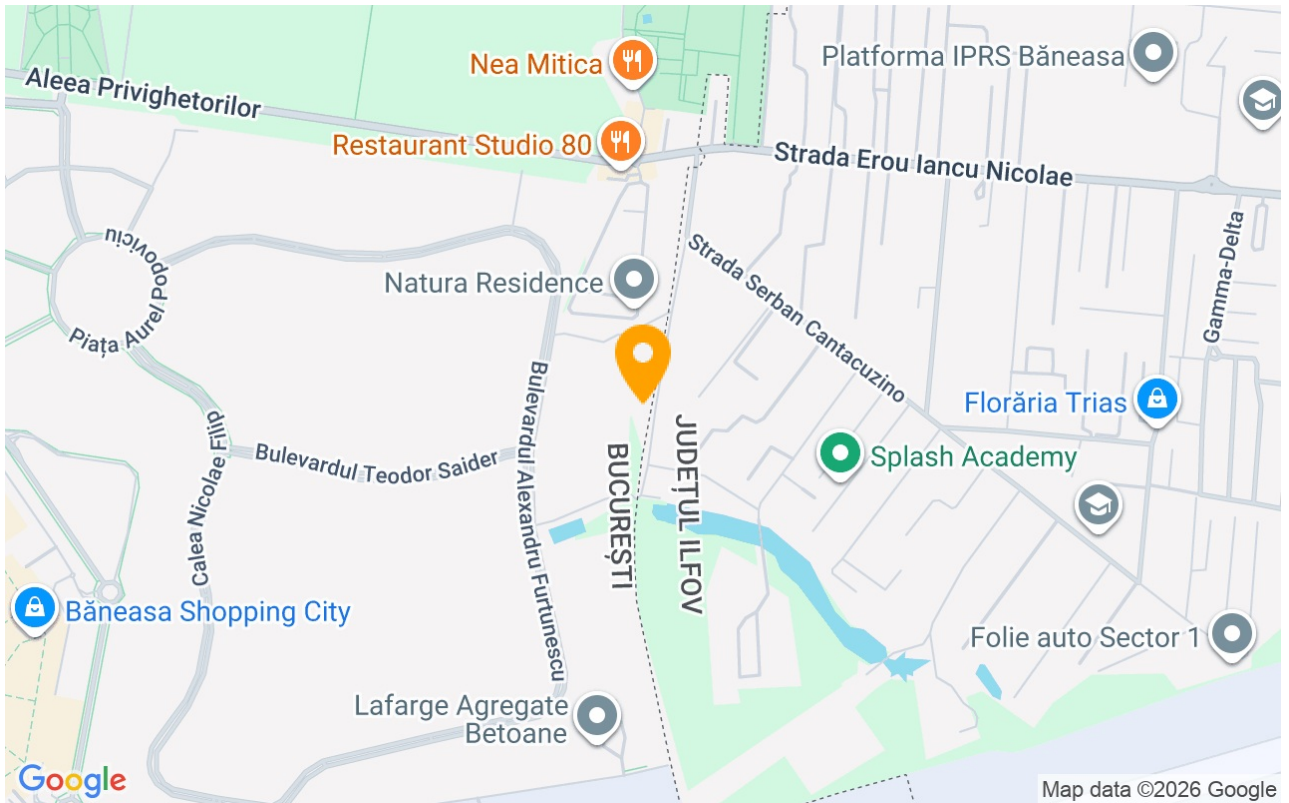 Nea Mitica
Platforma IPRS Băneasa
Aleea Privighetorilor
Restaurant Studio 80
Strada Erou Iancu Nicolae
Piața Aurel Popoviciu
Natura Residence
Strada Serban Cantacuzino
Gamma-Delta
Florăria Trias
Calea Nicolae Filip
Bulevardul Teodor Saider
Bulevardul Alexandru Furtunescu
BUCUREȘTI
JUDEȚUL ILFOV
Splash Academy
Băneasa Shopping City
Folie auto Sector 1
Lafarge Agregate
Betoane
Google
Map data ©2026 Google